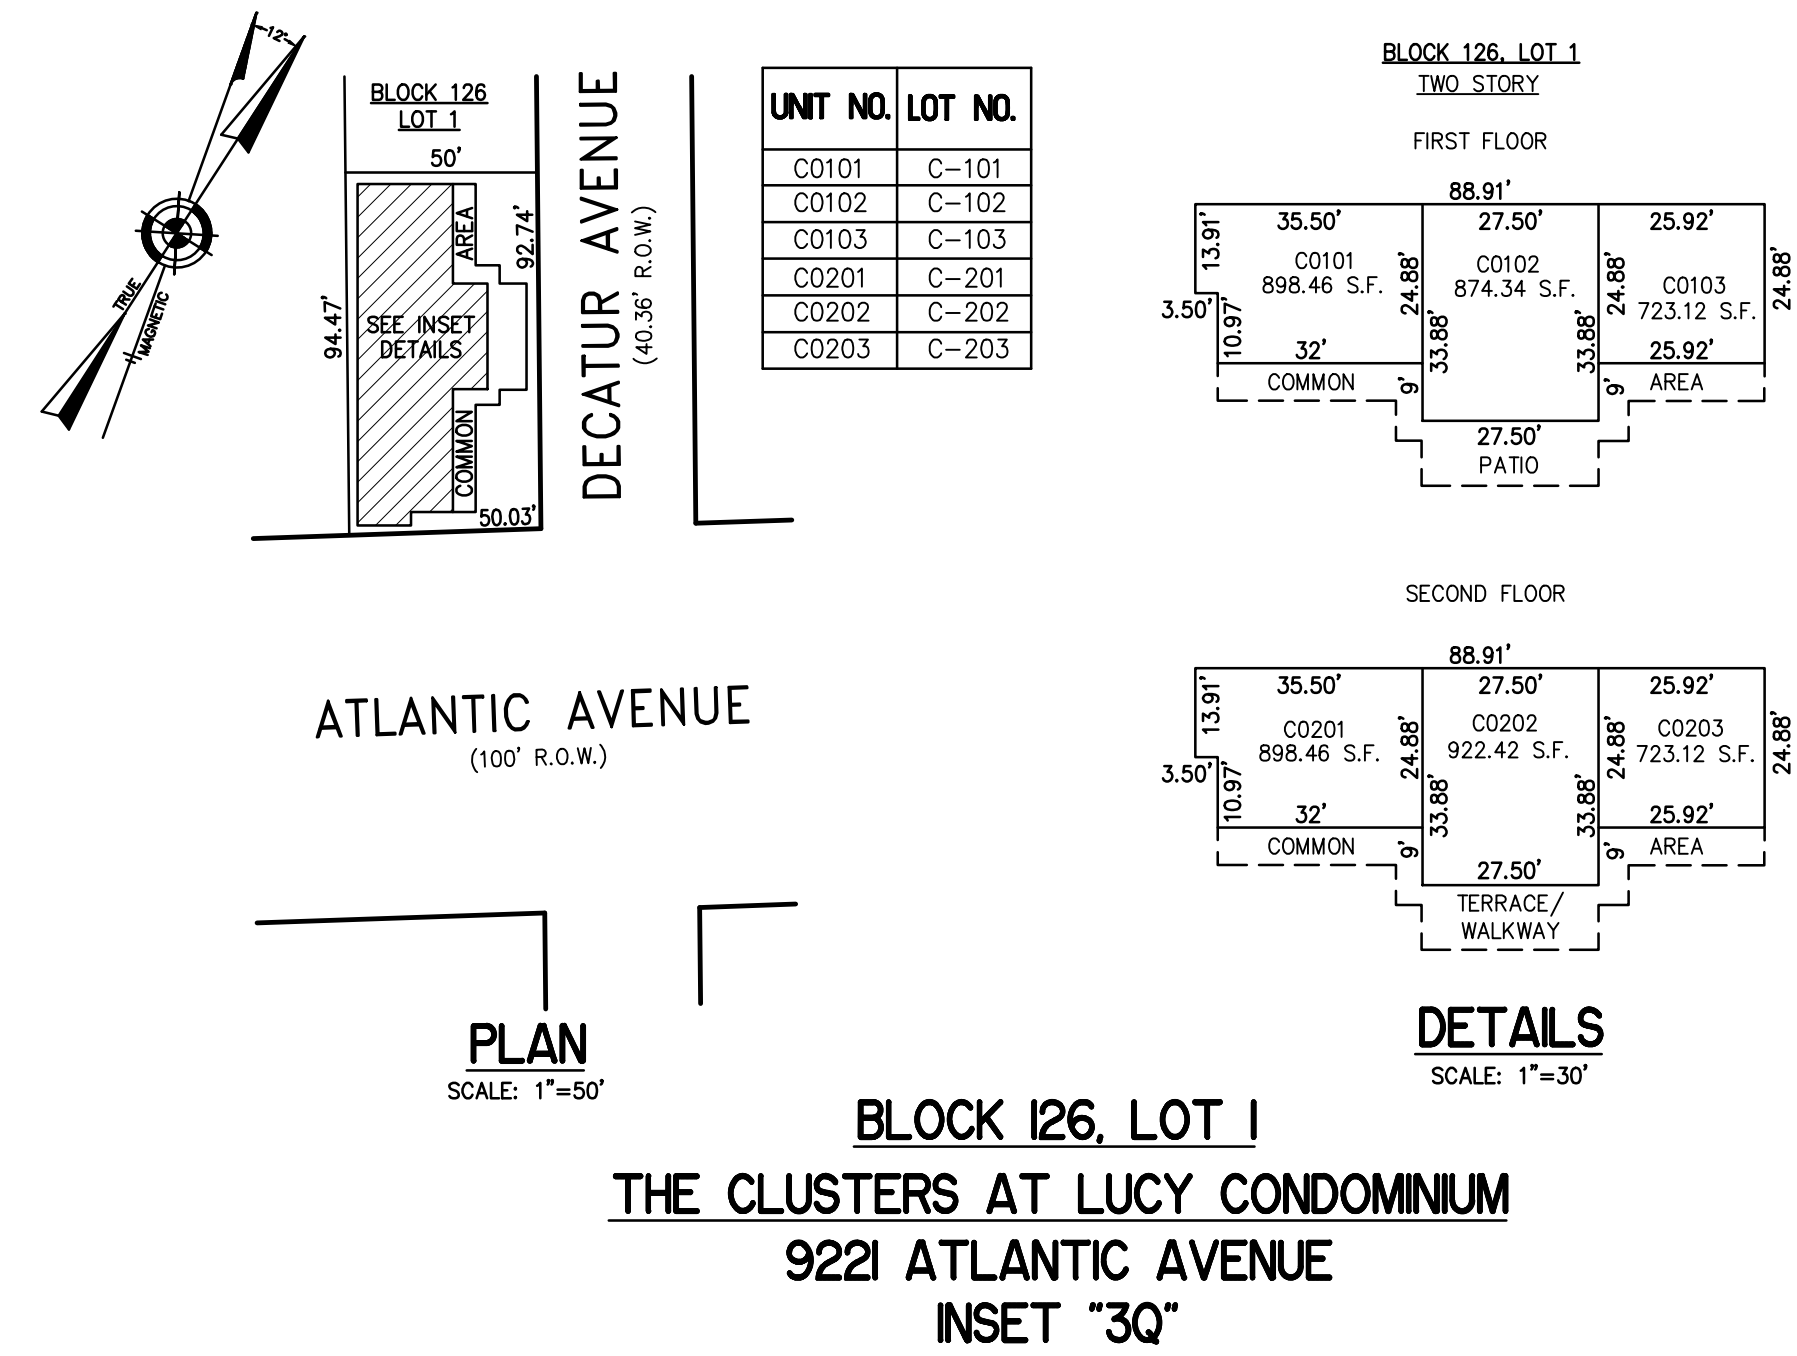 12°
TRUE
MAGNETIC
BLOCK 126
LOT 1
50'
94.47'
92.74'
AREA
SEE INSET
DETAILS
COMMON
50.03'
DECATUR AVENUE
(40.36' R.O.W.)
ATLANTIC AVENUE
(100' R.O.W.)
PLAN
SCALE: 1"=50'
UNIT NO. LOT NO.
C0101 C-101
C0102 C-102
C0103 C-103
C0201 C-201
C0202 C-202
C0203 C-203
BLOCK 126, LOT 1
TWO STORY
FIRST FLOOR
88.91'
35.50' 27.50' 25.92'
13.91'
C0101
898.46 S.F.
24.88'
C0102
874.34 S.F.
24.88'
C0103
723.12 S.F.
24.88'
3.50'
10.97'
32'
33.88'
33.88'
25.92'
COMMON
9'
9'
AREA
27.50'
PATIO
SECOND FLOOR
88.91'
35.50' 27.50' 25.92'
13.91'
C0201
898.46 S.F.
24.88'
C0202
922.42 S.F.
24.88'
C0203
723.12 S.F.
24.88'
3.50'
10.97'
32'
33.88'
33.88'
25.92'
COMMON
9'
9'
AREA
27.50'
TERRACE/
WALKWAY
DETAILS
SCALE: 1"=30'
BLOCK 126, LOT 1
THE CLUSTERS AT LUCY CONDOMINIUM
9221 ATLANTIC AVENUE
INSET "3Q"